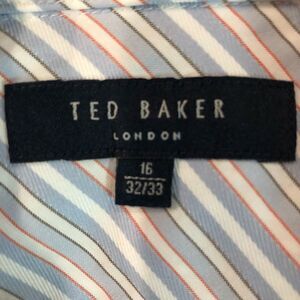 TED BAKER
LONDON
16
32/33